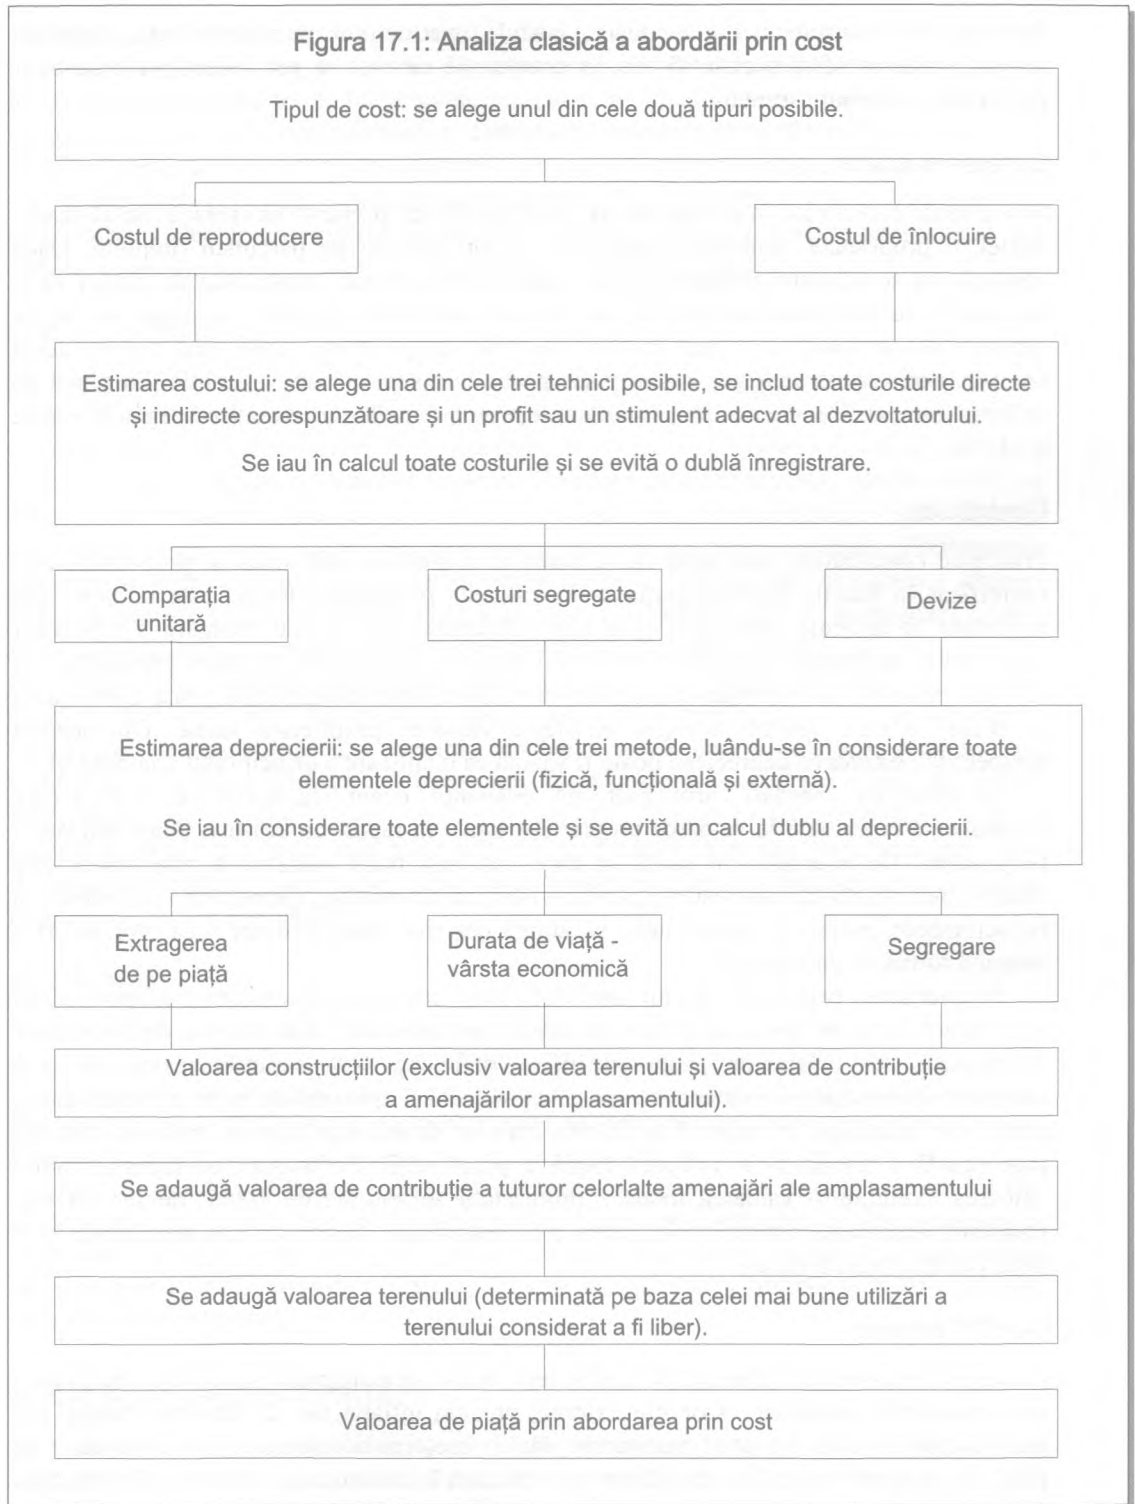 Figura 17.1: Analiza clasică a abordării prin cost
Tipul de cost: se alege unul din cele două tipuri posibile.
Costul de reproducere
Costul de înlocuire
Estimarea costului: se alege una din cele trei tehnici posibile, se includ toate costurile directe
și indirecte corespunzătoare și un profit sau un stimulent adecvat al dezvoltatorului.
Se iau în calcul toate costurile și se evită o dublă înregistrare.
Comparația
unitară
Costuri segregate
Devize
Estimarea deprecierii: se alege una din cele trei metode, luându-se în considerare toate
elementele deprecierii (fizică, funcțională și externă).
Se iau în considerare toate elementele și se evită un calcul dublu al deprecierii.
Extragerea
de pe piață
Durata de viață -
vârsta economică
Segregare
Valoarea construcțiilor (exclusiv valoarea terenului și valoarea de contribuție
a amenajărilor amplasamentului).
Se adaugă valoarea de contribuție a tuturor celorlalte amenajări ale amplasamentului
Se adaugă valoarea terenului (determinată pe baza celei mai bune utilizări a
terenului considerat a fi liber).
Valoarea de piață prin abordarea prin cost